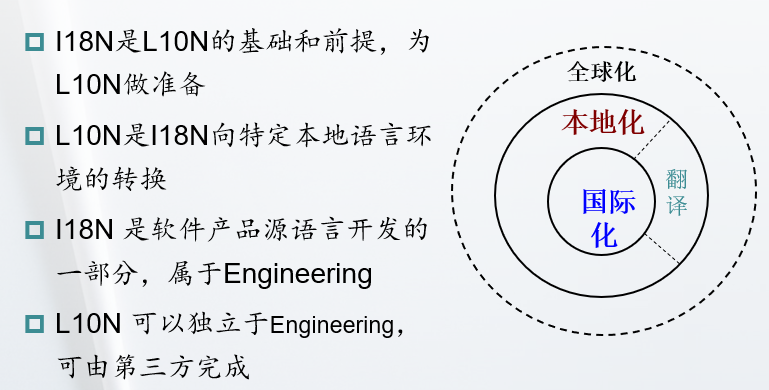 I18N是L10N的基础和前提，为
L10N做准备
L10N是I18N向特定本地语言环
境的转换
I18N 是软件产品源语言开发的
一部分，属于Engineering
L10N 可以独立于Engineering，
可由第三方完成
全球化
本地化
翻
译
国际
化